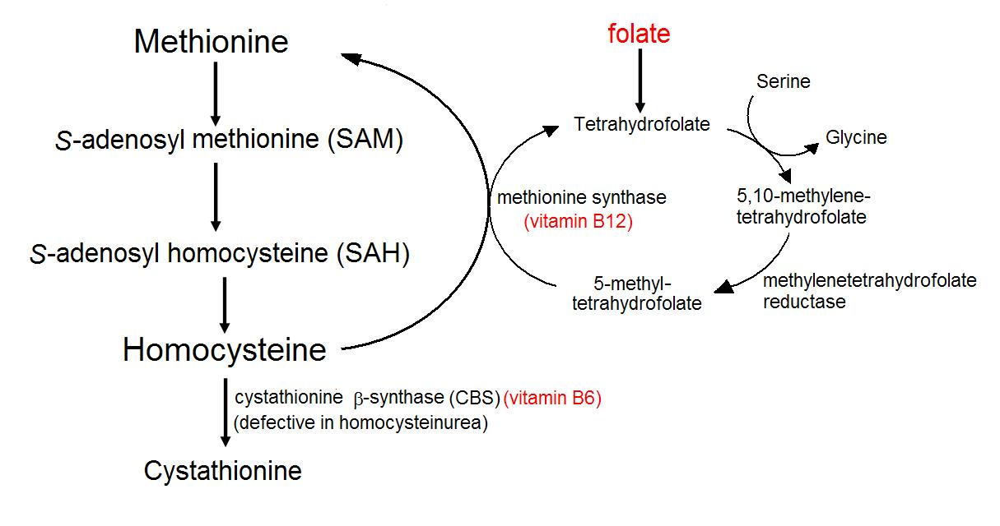 Methionine
folate
Serine
Tetrahydrofolate
Glycine
S-adenosyl methionine (SAM)
methionine synthase
(vitamin B12)
5,10-methylene-
tetrahydrofolate
S-adenosyl homocysteine (SAH)
5-methyl-
tetrahydrofolate
methylenetetrahydrofolate
reductase
Homocysteine
cystathionine β-synthase (CBS) (vitamin B6)
(defective in homocysteinurea)
Cystathionine